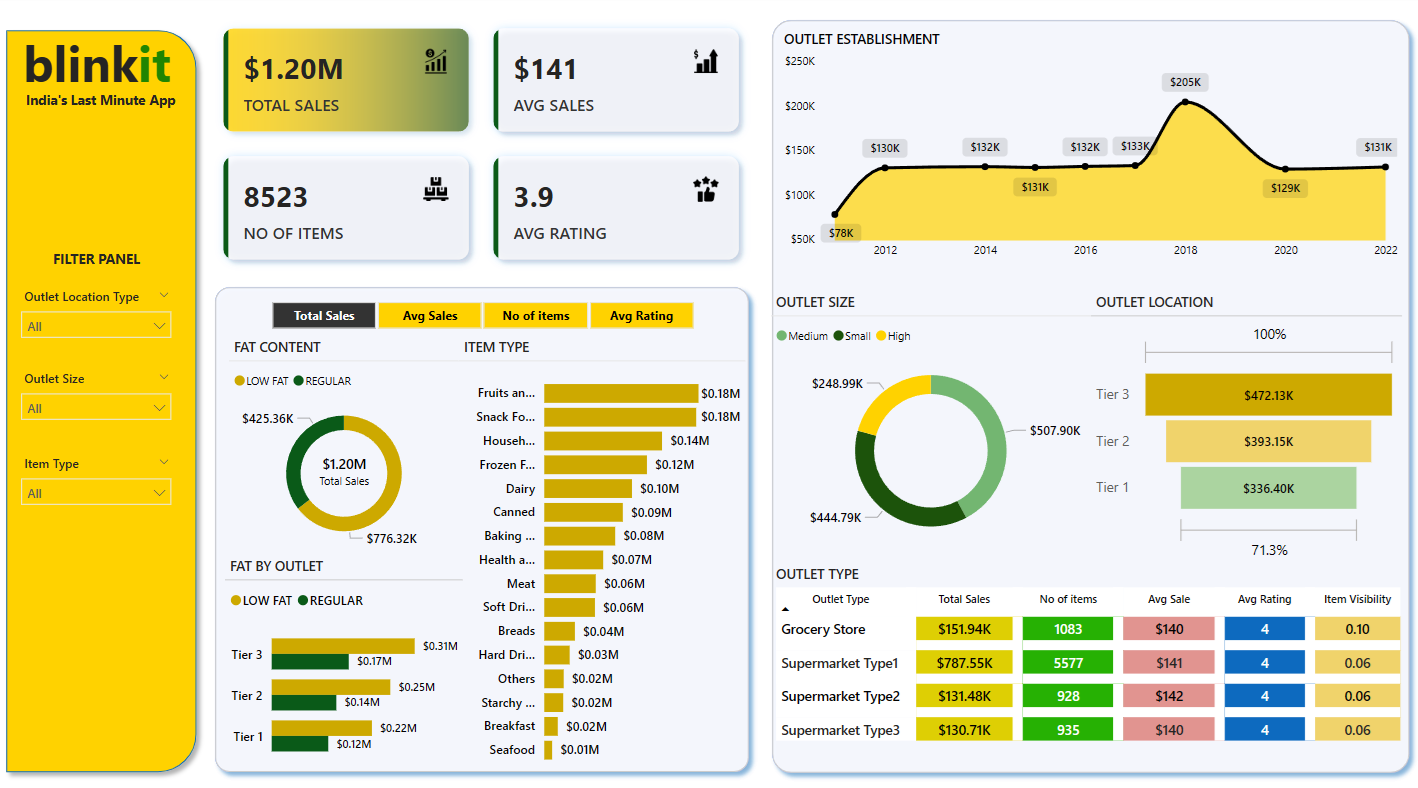 blinkit
India's Last Minute App
FILTER PANEL
Outlet Location Type
All
Outlet Size
All
Item Type
All
$1.20M
TOTAL SALES
$141
AVG SALES
8523
NO OF ITEMS
3.9
AVG RATING
Total Sales Avg Sales No of items Avg Rating
FAT CONTENT
LOW FAT REGULAR
$425.36K
$1.20M
Total Sales
$776.32K
FAT BY OUTLET
LOW FAT REGULAR
Tier 3 $0.31M
$0.17M
Tier 2 $0.25M
$0.14M
Tier 1 $0.22M
$0.12M
ITEM TYPE
Fruits an... $0.18M
Snack Fo... $0.18M
Househ... $0.14M
Frozen F... $0.12M
Dairy $0.10M
Canned $0.09M
Baking ... $0.08M
Health a... $0.07M
Meat $0.06M
Soft Dri... $0.06M
Breads $0.04M
Hard Dri... $0.03M
Others $0.02M
Starchy ... $0.02M
Breakfast $0.02M
Seafood $0.01M
OUTLET ESTABLISHMENT
$250K
$200K
$150K
$100K
$50K
$78K
$130K
$132K
$131K
$132K
$133K
$205K
$129K
$131K
2012 2014 2016 2018 2020 2022
OUTLET SIZE
Medium Small High
$248.99K
$507.90K
$444.79K
OUTLET LOCATION
100%
Tier 3 $472.13K
Tier 2 $393.15K
Tier 1 $336.40K
71.3%
OUTLET TYPE
Outlet Type Total Sales No of items Avg Sale Avg Rating Item Visibility
Grocery Store $151.94K 1083 $140 4 0.10
Supermarket Type1 $787.55K 5577 $141 4 0.06
Supermarket Type2 $131.48K 928 $142 4 0.06
Supermarket Type3 $130.71K 935 $140 4 0.06